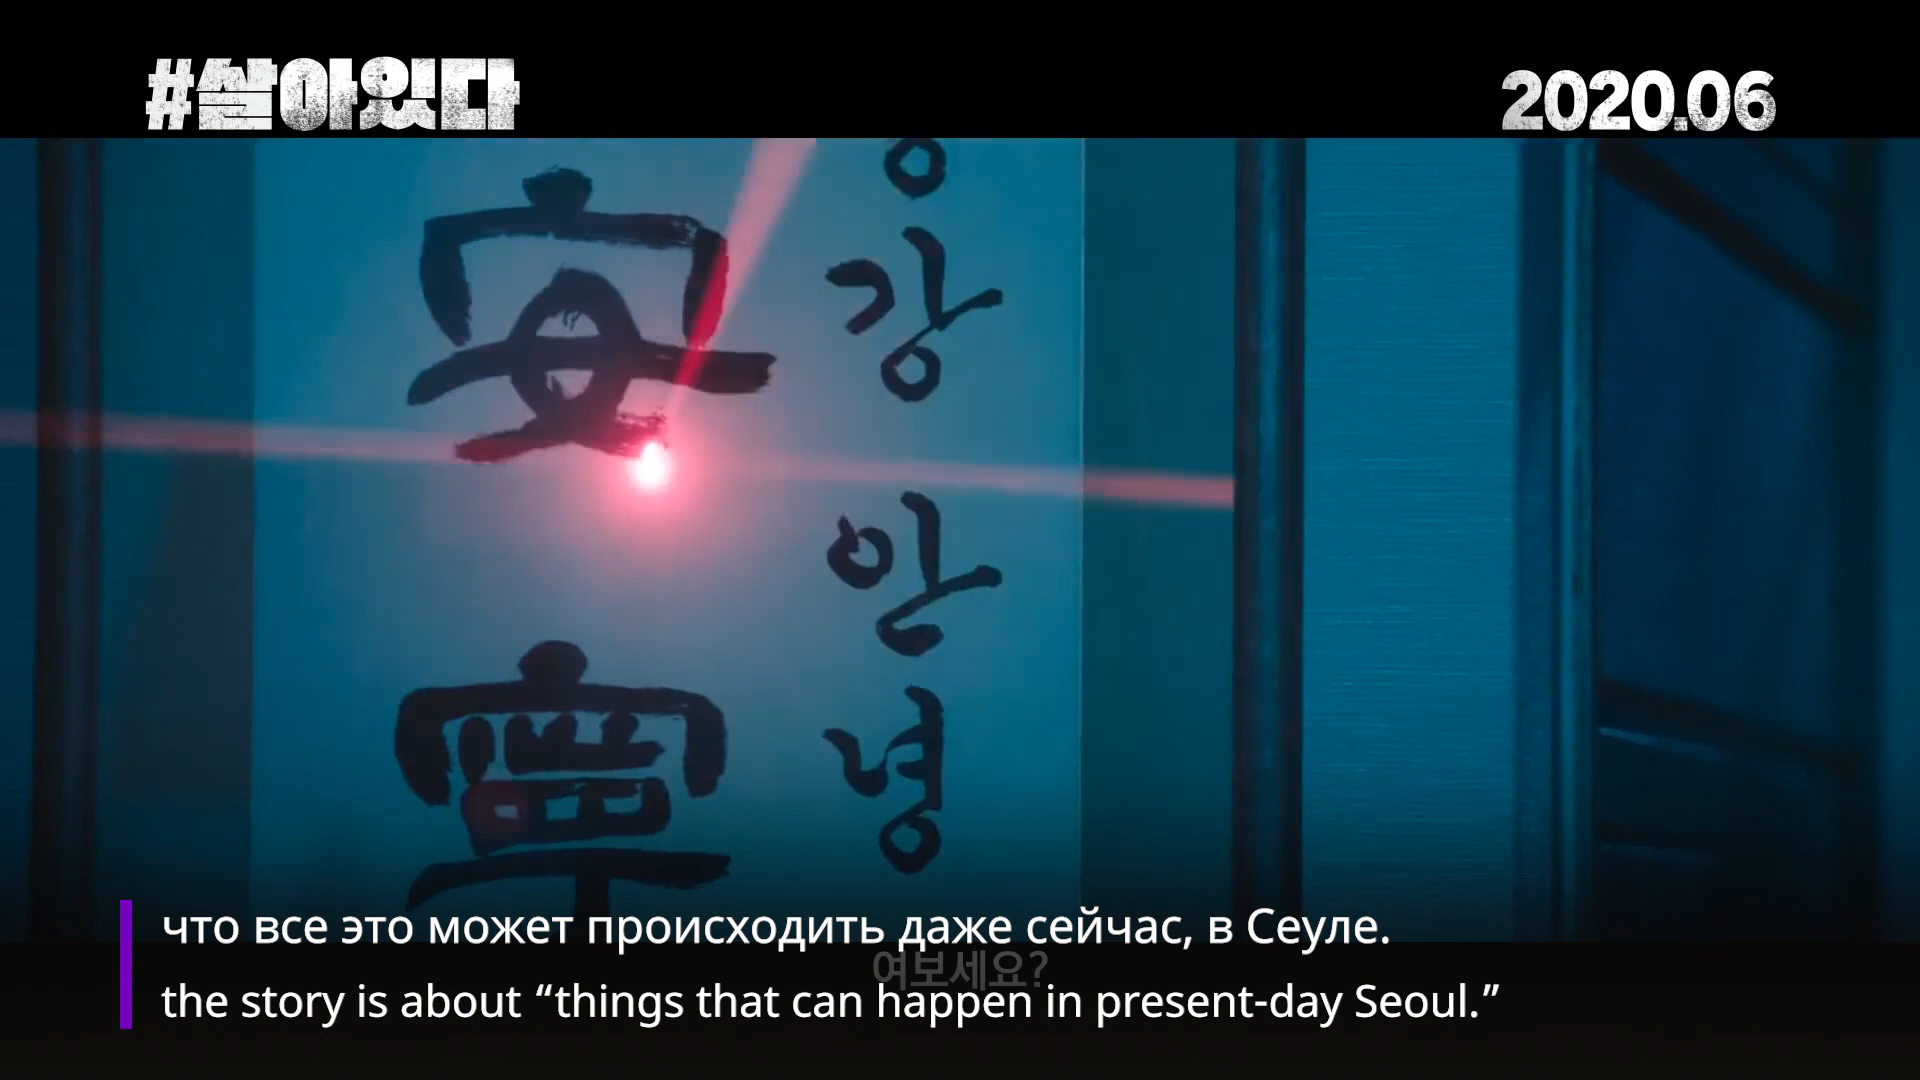 #살아있다
2020.06
安
寧
강
안
녕
что все это может происходить даже сейчас, в Сеуле.
여보세요?
the story is about “things that can happen in present-day Seoul.”